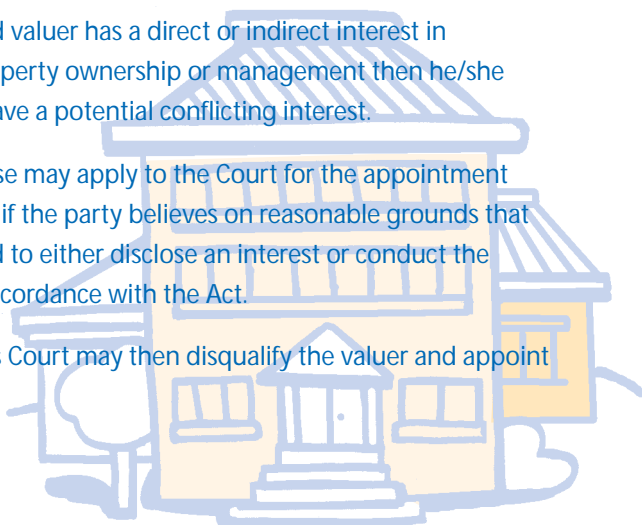 d valuer has a direct or indirect interest in
perty ownership or management then he/she
ave a potential conflicting interest.
se may apply to the Court for the appointment
if the party believes on reasonable grounds that
d to either disclose an interest or conduct the
cordance with the Act.
s Court may then disqualify the valuer and appoint